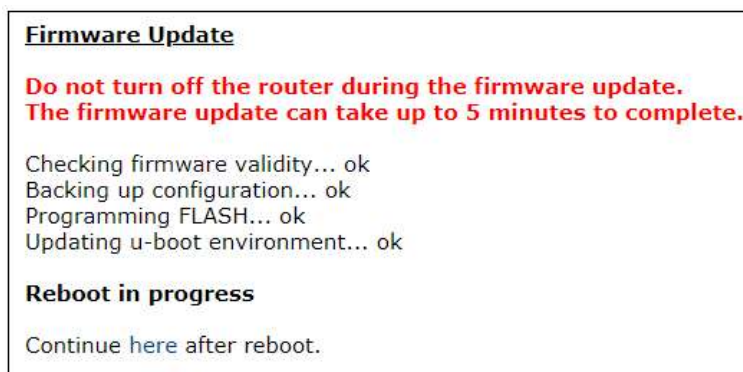 Firmware Update
Do not turn off the router during the firmware update.
The firmware update can take up to 5 minutes to complete.
Checking firmware validity... ok
Backing up configuration... ok
Programming FLASH... ok
Updating u-boot environment... ok
Reboot in progress
Continue here after reboot.